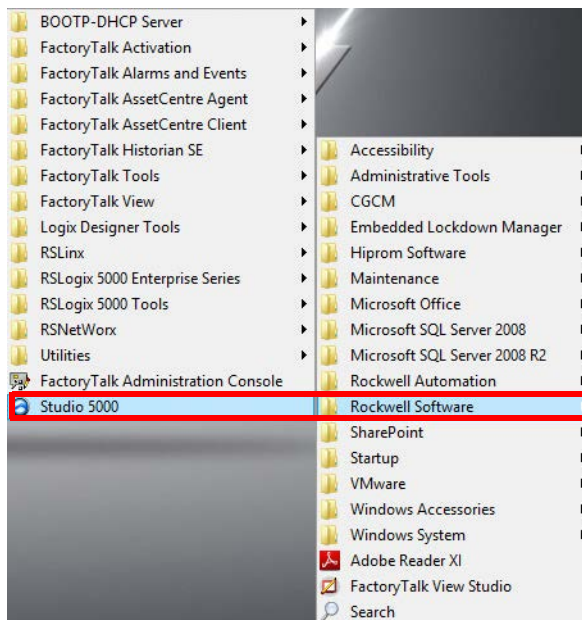 BOOTP-DHCP Server
FactoryTalk Activation
FactoryTalk Alarms and Events
FactoryTalk AssetCentre Agent
FactoryTalk AssetCentre Client
FactoryTalk Historian SE
FactoryTalk Tools
FactoryTalk View
Logix Designer Tools
RSLinx
RSLogix 5000 Enterprise Series
RSLogix 5000 Tools
RSNetWorx
Utilities
FactoryTalk Administration Console
Studio 5000
Accessibility
Administrative Tools
CGCM
Embedded Lockdown Manager
Hiprom Software
Maintenance
Microsoft Office
Microsoft SQL Server 2008
Microsoft SQL Server 2008 R2
Rockwell Automation
Rockwell Software
SharePoint
Startup
VMware
Windows Accessories
Windows System
Adobe Reader XI
FactoryTalk View Studio
Search